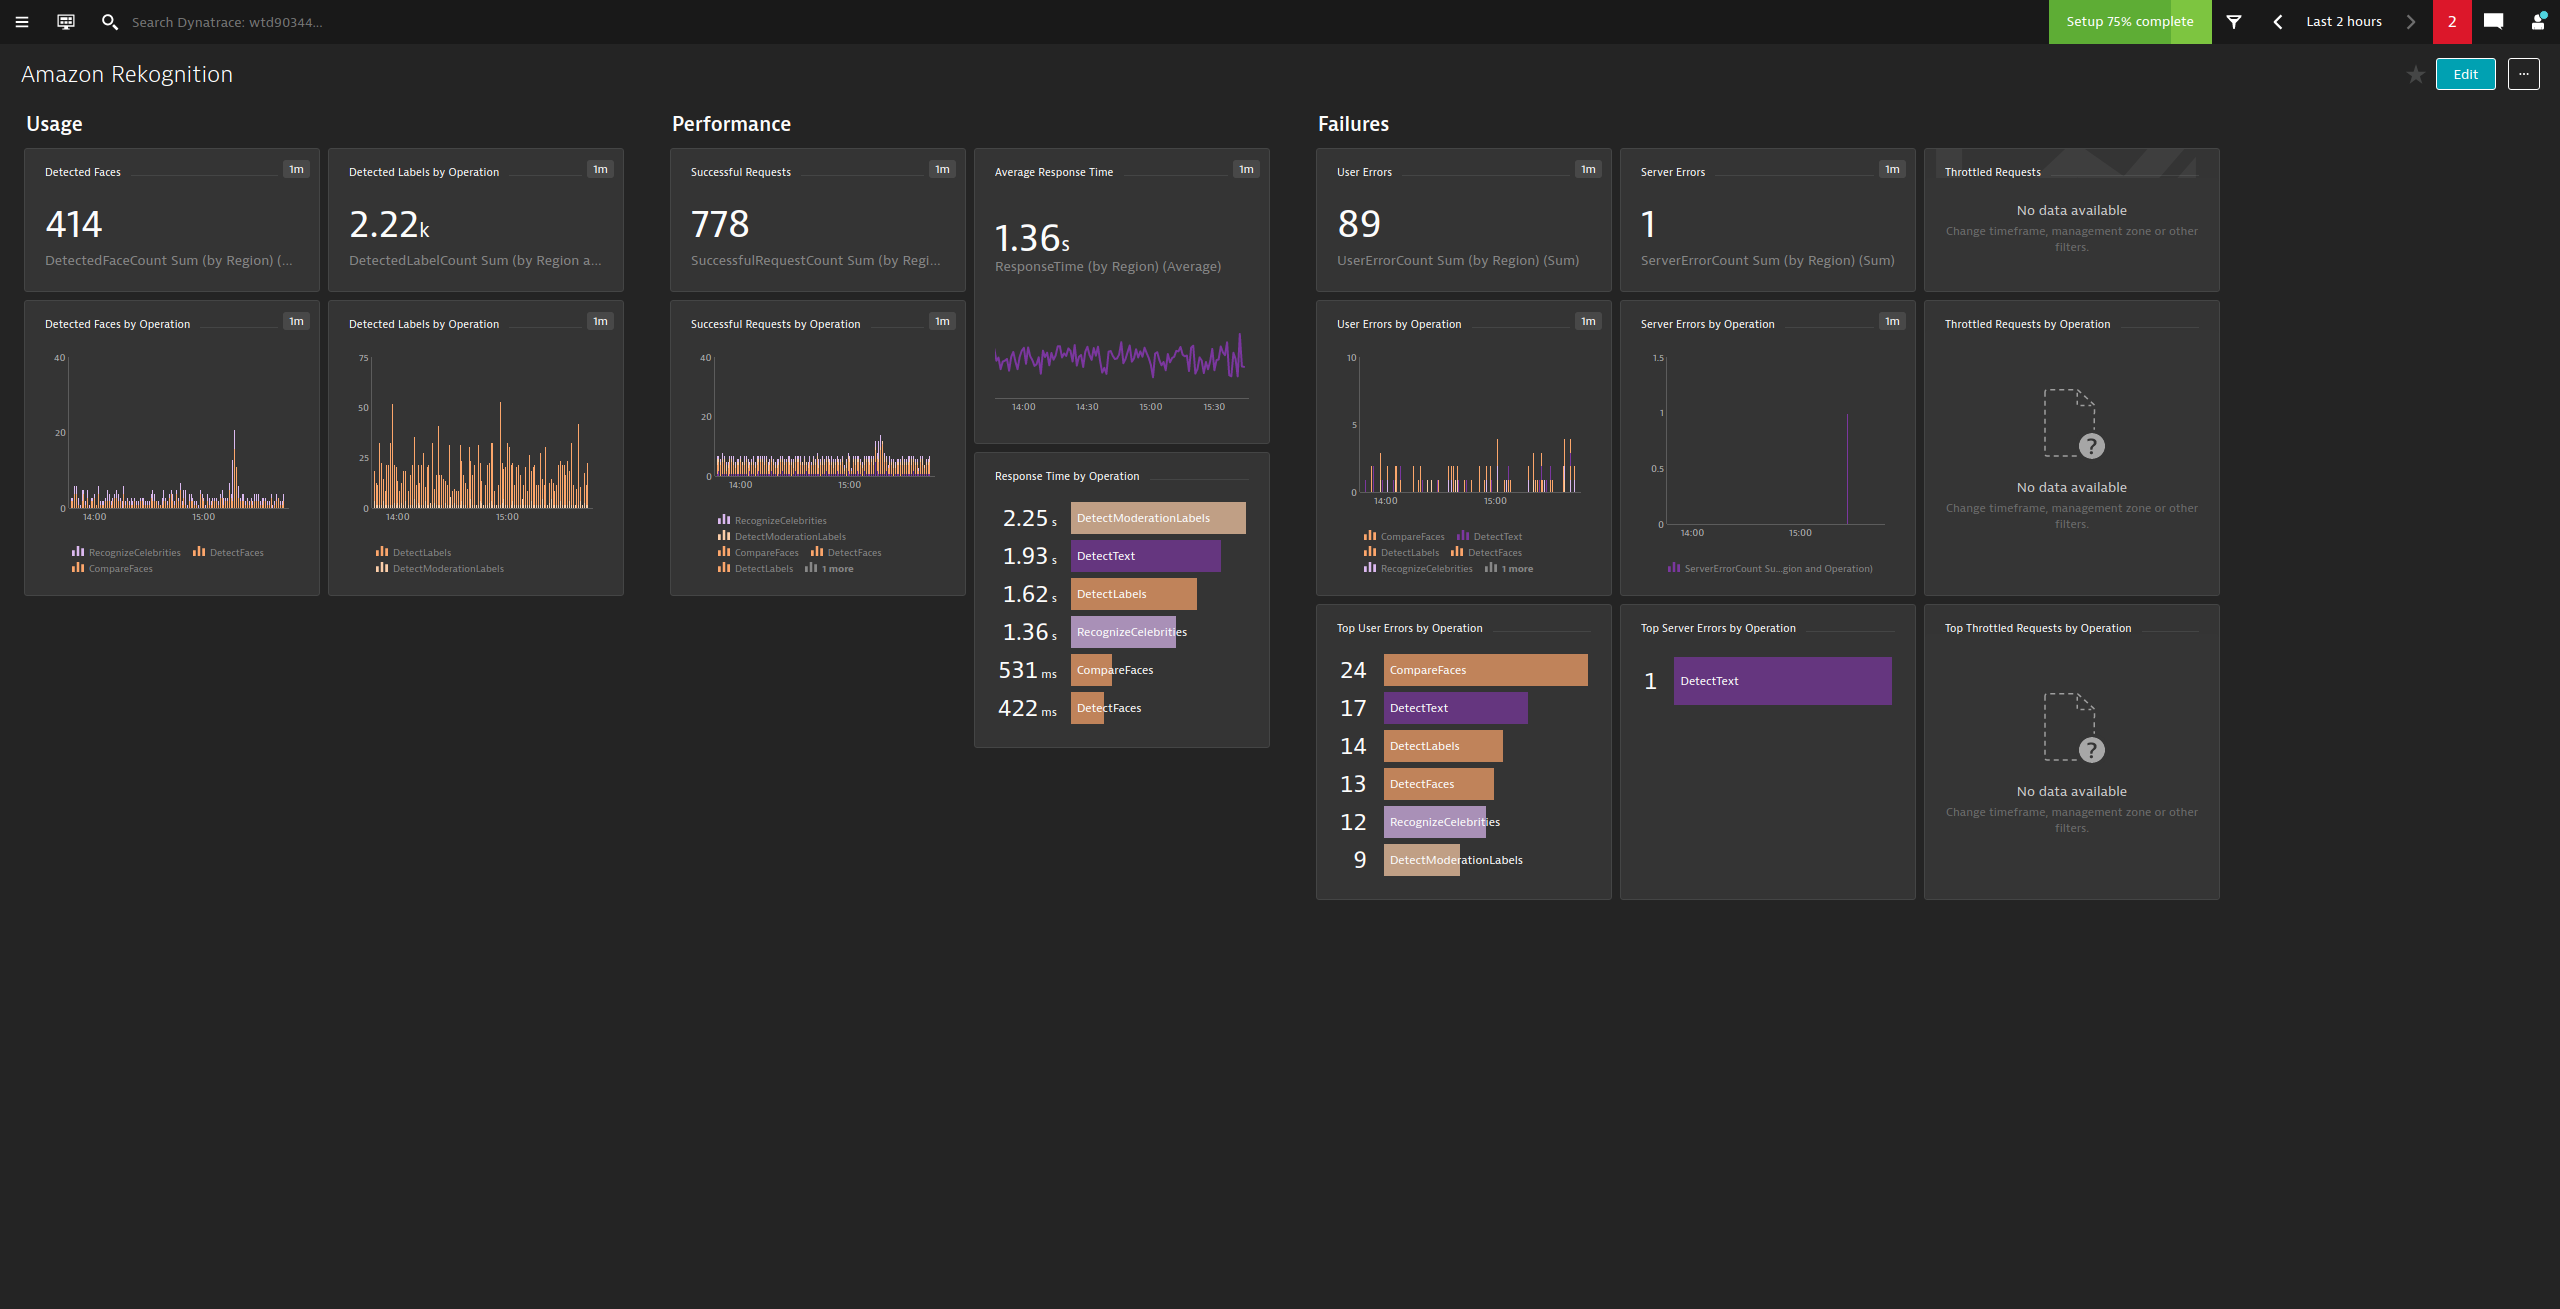 Search Dynatrace: wtd90344...
Setup 75% complete
Last 2 hours
2
Amazon Rekognition
Edit
...
Usage
Detected Faces
1m
414
DetectedFaceCount Sum (by Region) (...
Detected Labels by Operation
1m
2.22k
DetectedLabelCount Sum (by Region a...
Detected Faces by Operation
1m
40
20
0
14:00 15:00
RecognizeCelebrities DetectFaces
CompareFaces
Detected Labels by Operation
1m
75
50
25
0
14:00 15:00
DetectLabels
DetectModerationLabels
Performance
Successful Requests
1m
778
SuccessfulRequestCount Sum (by Regi...
Successful Requests by Operation
1m
40
20
0
14:00 15:00
RecognizeCelebrities
DetectModerationLabels
CompareFaces DetectFaces
DetectLabels 1 more
Average Response Time
1m
1.36s
ResponseTime (by Region) (Average)
14:00 14:30 15:00 15:30
Response Time by Operation
2.25 s DetectModerationLabels
1.93 s DetectText
1.62 s DetectLabels
1.36 s RecognizeCelebrities
531 ms CompareFaces
422 ms DetectFaces
Failures
User Errors
1m
89
UserErrorCount Sum (by Region) (Sum)
Server Errors
1m
1
ServerErrorCount Sum (by Region) (Sum)
Throttled Requests
No data available
Change timeframe, management zone or other
filters.
User Errors by Operation
1m
10
5
0
14:00 15:00
CompareFaces DetectText
DetectLabels DetectFaces
RecognizeCelebrities 1 more
Server Errors by Operation
1m
1.5
1
0.5
0
14:00 15:00
ServerErrorCount Su...gion and Operation)
Throttled Requests by Operation
?
No data available
Change timeframe, management zone or other
filters.
Top User Errors by Operation
24 CompareFaces
17 DetectText
14 DetectLabels
13 DetectFaces
12 RecognizeCelebrities
9 DetectModerationLabels
Top Server Errors by Operation
1 DetectText
Top Throttled Requests by Operation
?
No data available
Change timeframe, management zone or other
filters.